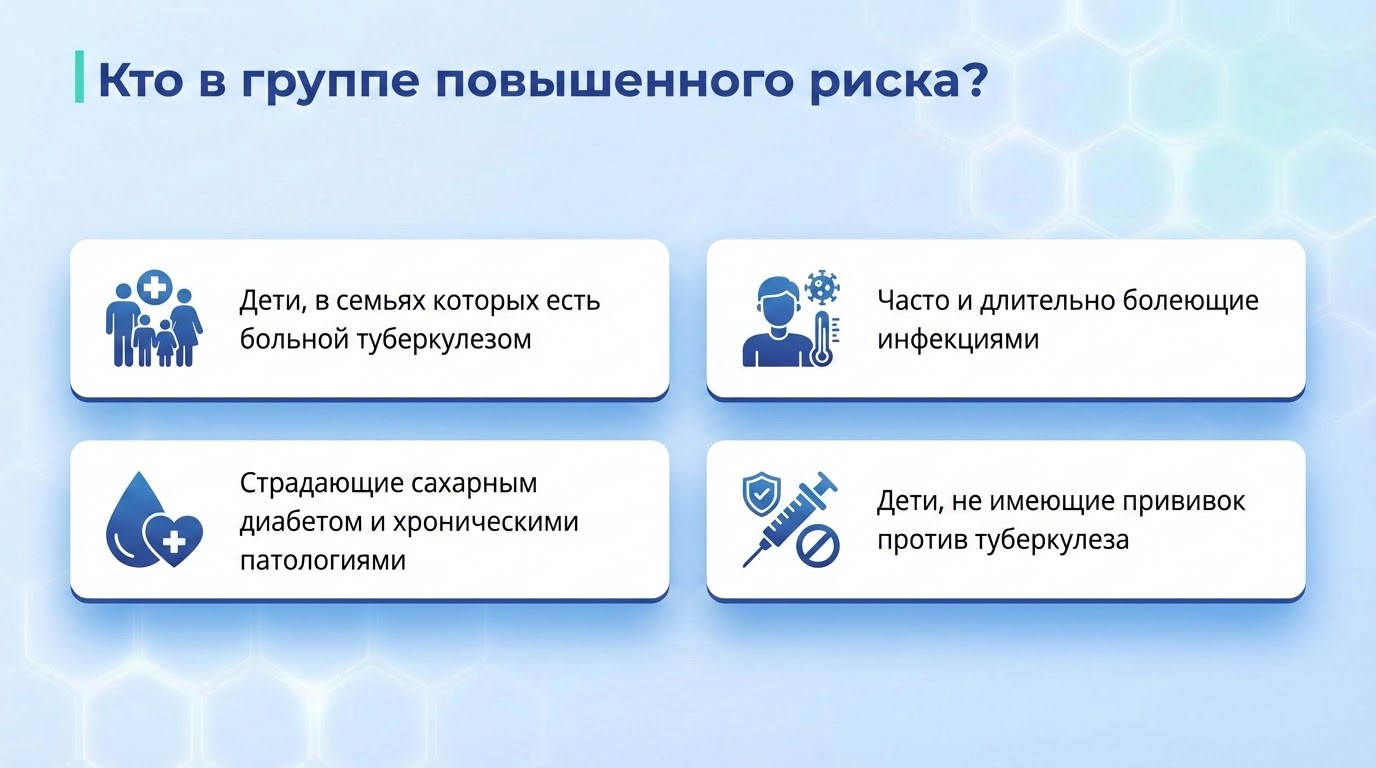 Кто в группе повышенного риска?
Дети, в семьях которых есть
больной туберкулезом
Часто и длительно болеющие
инфекциями
Страдающие сахарным
диабетом и хроническими
патологиями
Дети, не имеющие прививок
против туберкулеза